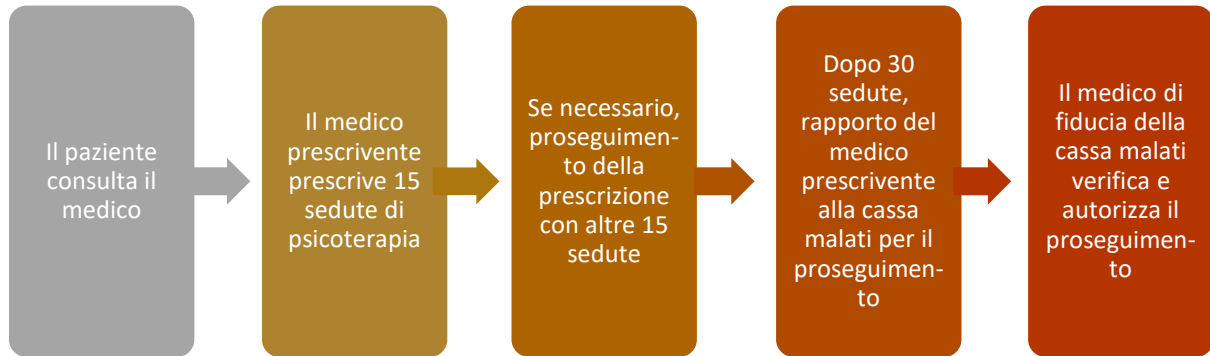 Il paziente
consulta il
medico
Il medico
prescrivente
prescrive 15
sedute di
psicoterapia
Se necessario,
proseguimen-
to della
prescrizione
con altre 15
sedute
Dopo 30
sedute,
rapporto del
medico
prescrivente
alla cassa
malati per il
proseguimen-
to
Il medico di
fiducia della
cassa malati
verifica e
autorizza il
proseguimen-
to